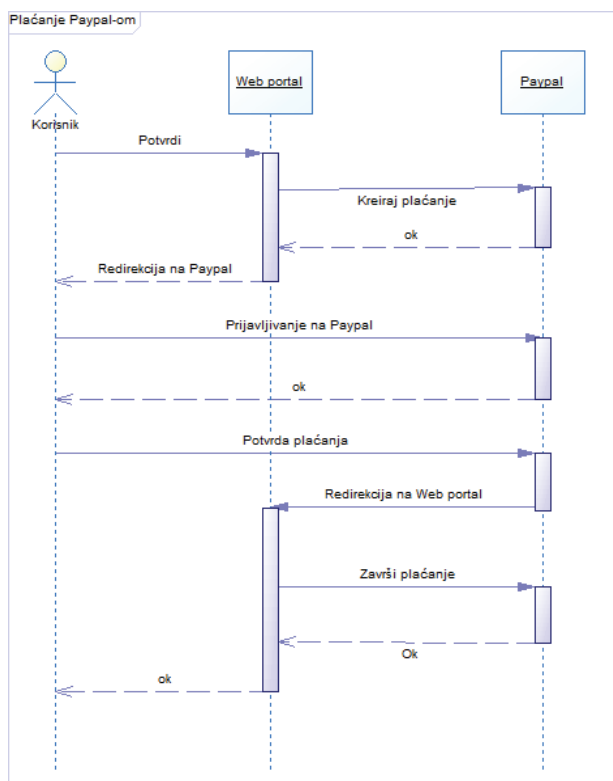 Plaćanje Paypal-om
Korisnik
Web portal
Paypal
Potvrdi
Kreiraj plaćanje
ok
Redirekcija na Paypal
Prijavljivanje na Paypal
ok
Potvrda plaćanja
Redirekcija na Web portal
Završi plaćanje
Ok
ok